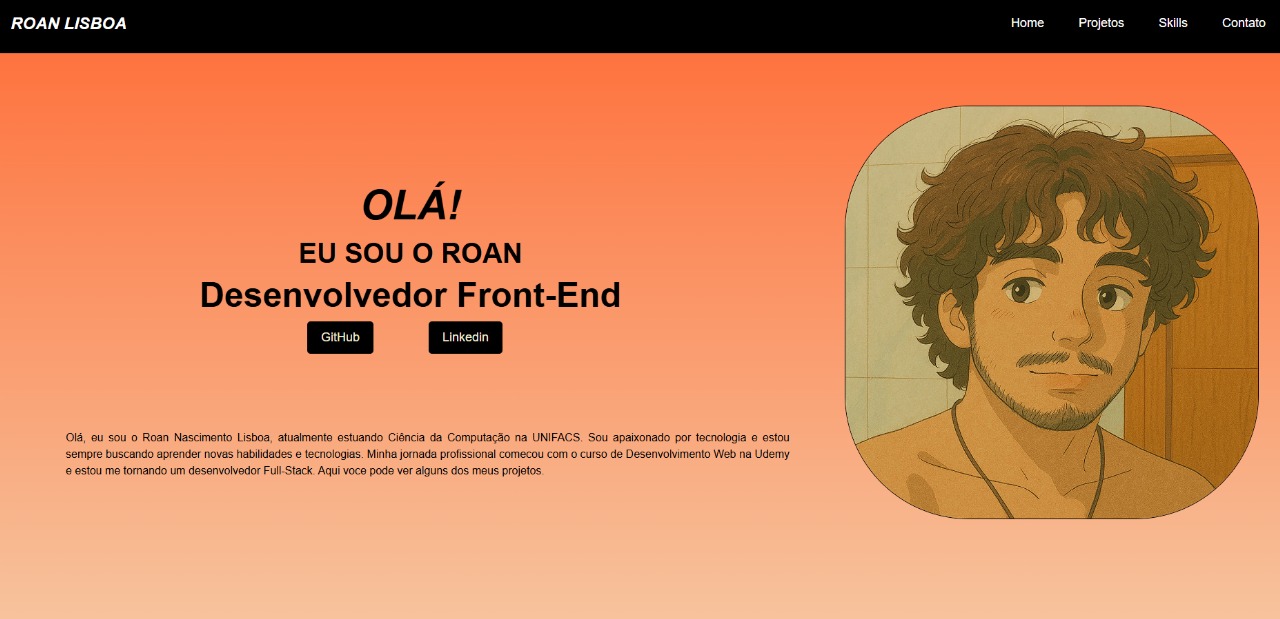 ROAN LISBOA
Home Projetos Skills Contato
OLÁ!
EU SOU O ROAN
Desenvolvedor Front-End
GitHub Linkedin
Olá, eu sou o Roan Nascimento Lisboa, atualmente estuando Ciência da Computação na UNIFACS. Sou apaixonado por tecnologia e estou
sempre buscando aprender novas habilidades e tecnologias. Minha jornada profissional comecou com o curso de Desenvolvimento Web na Udemy
e estou me tornando um desenvolvedor Full-Stack. Aqui voce pode ver alguns dos meus projetos.